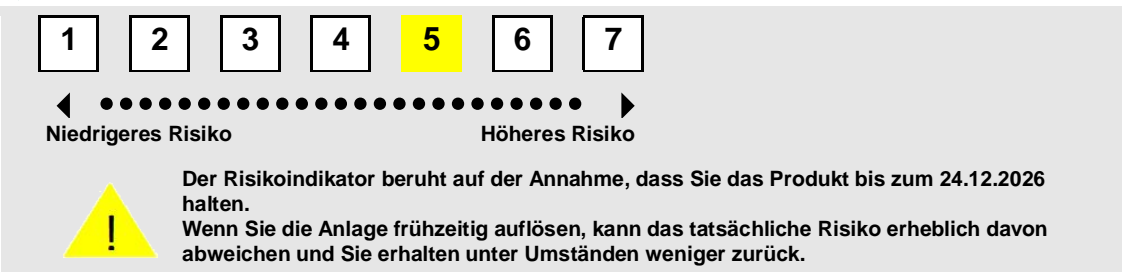 1 2 3 4 5 6 7
Niedrigeres Risiko Höheres Risiko
Der Risikoindikator beruht auf der Annahme, dass Sie das Produkt bis zum 24.12.2026
halten.
Wenn Sie die Anlage frühzeitig auflösen, kann das tatsächliche Risiko erheblich davon
abweichen und Sie erhalten unter Umständen weniger zurück.
!